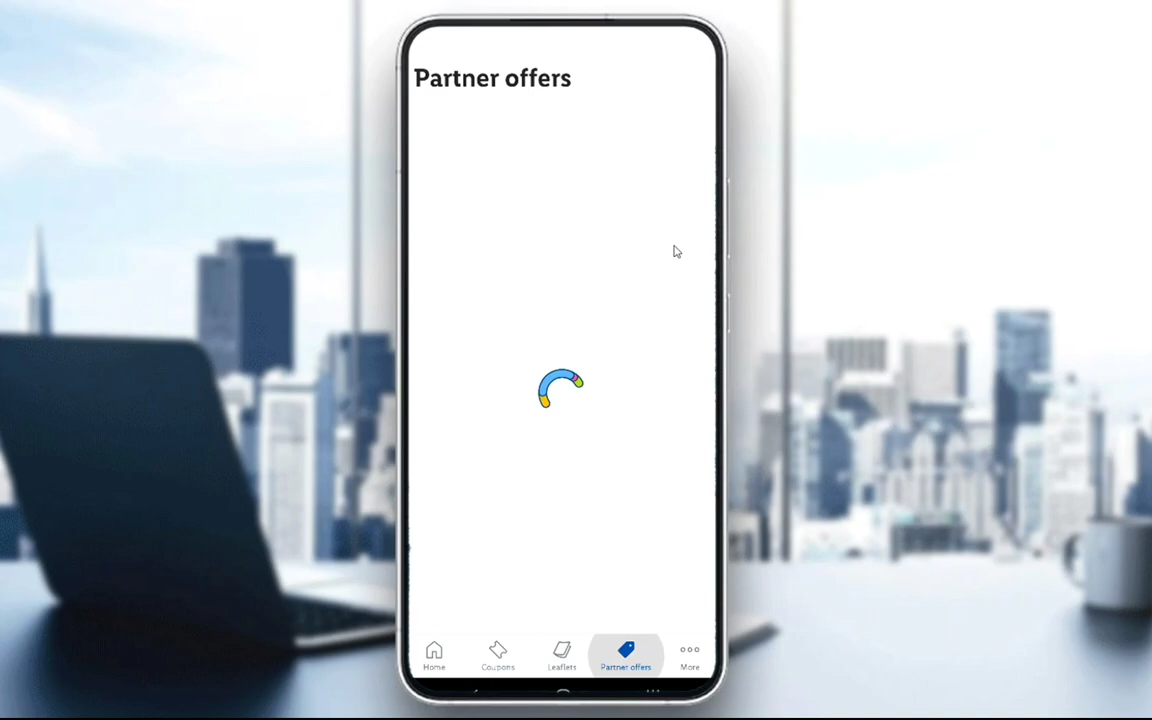 Partner offers
Home
Coupons
Leaflets
Partner offers
More